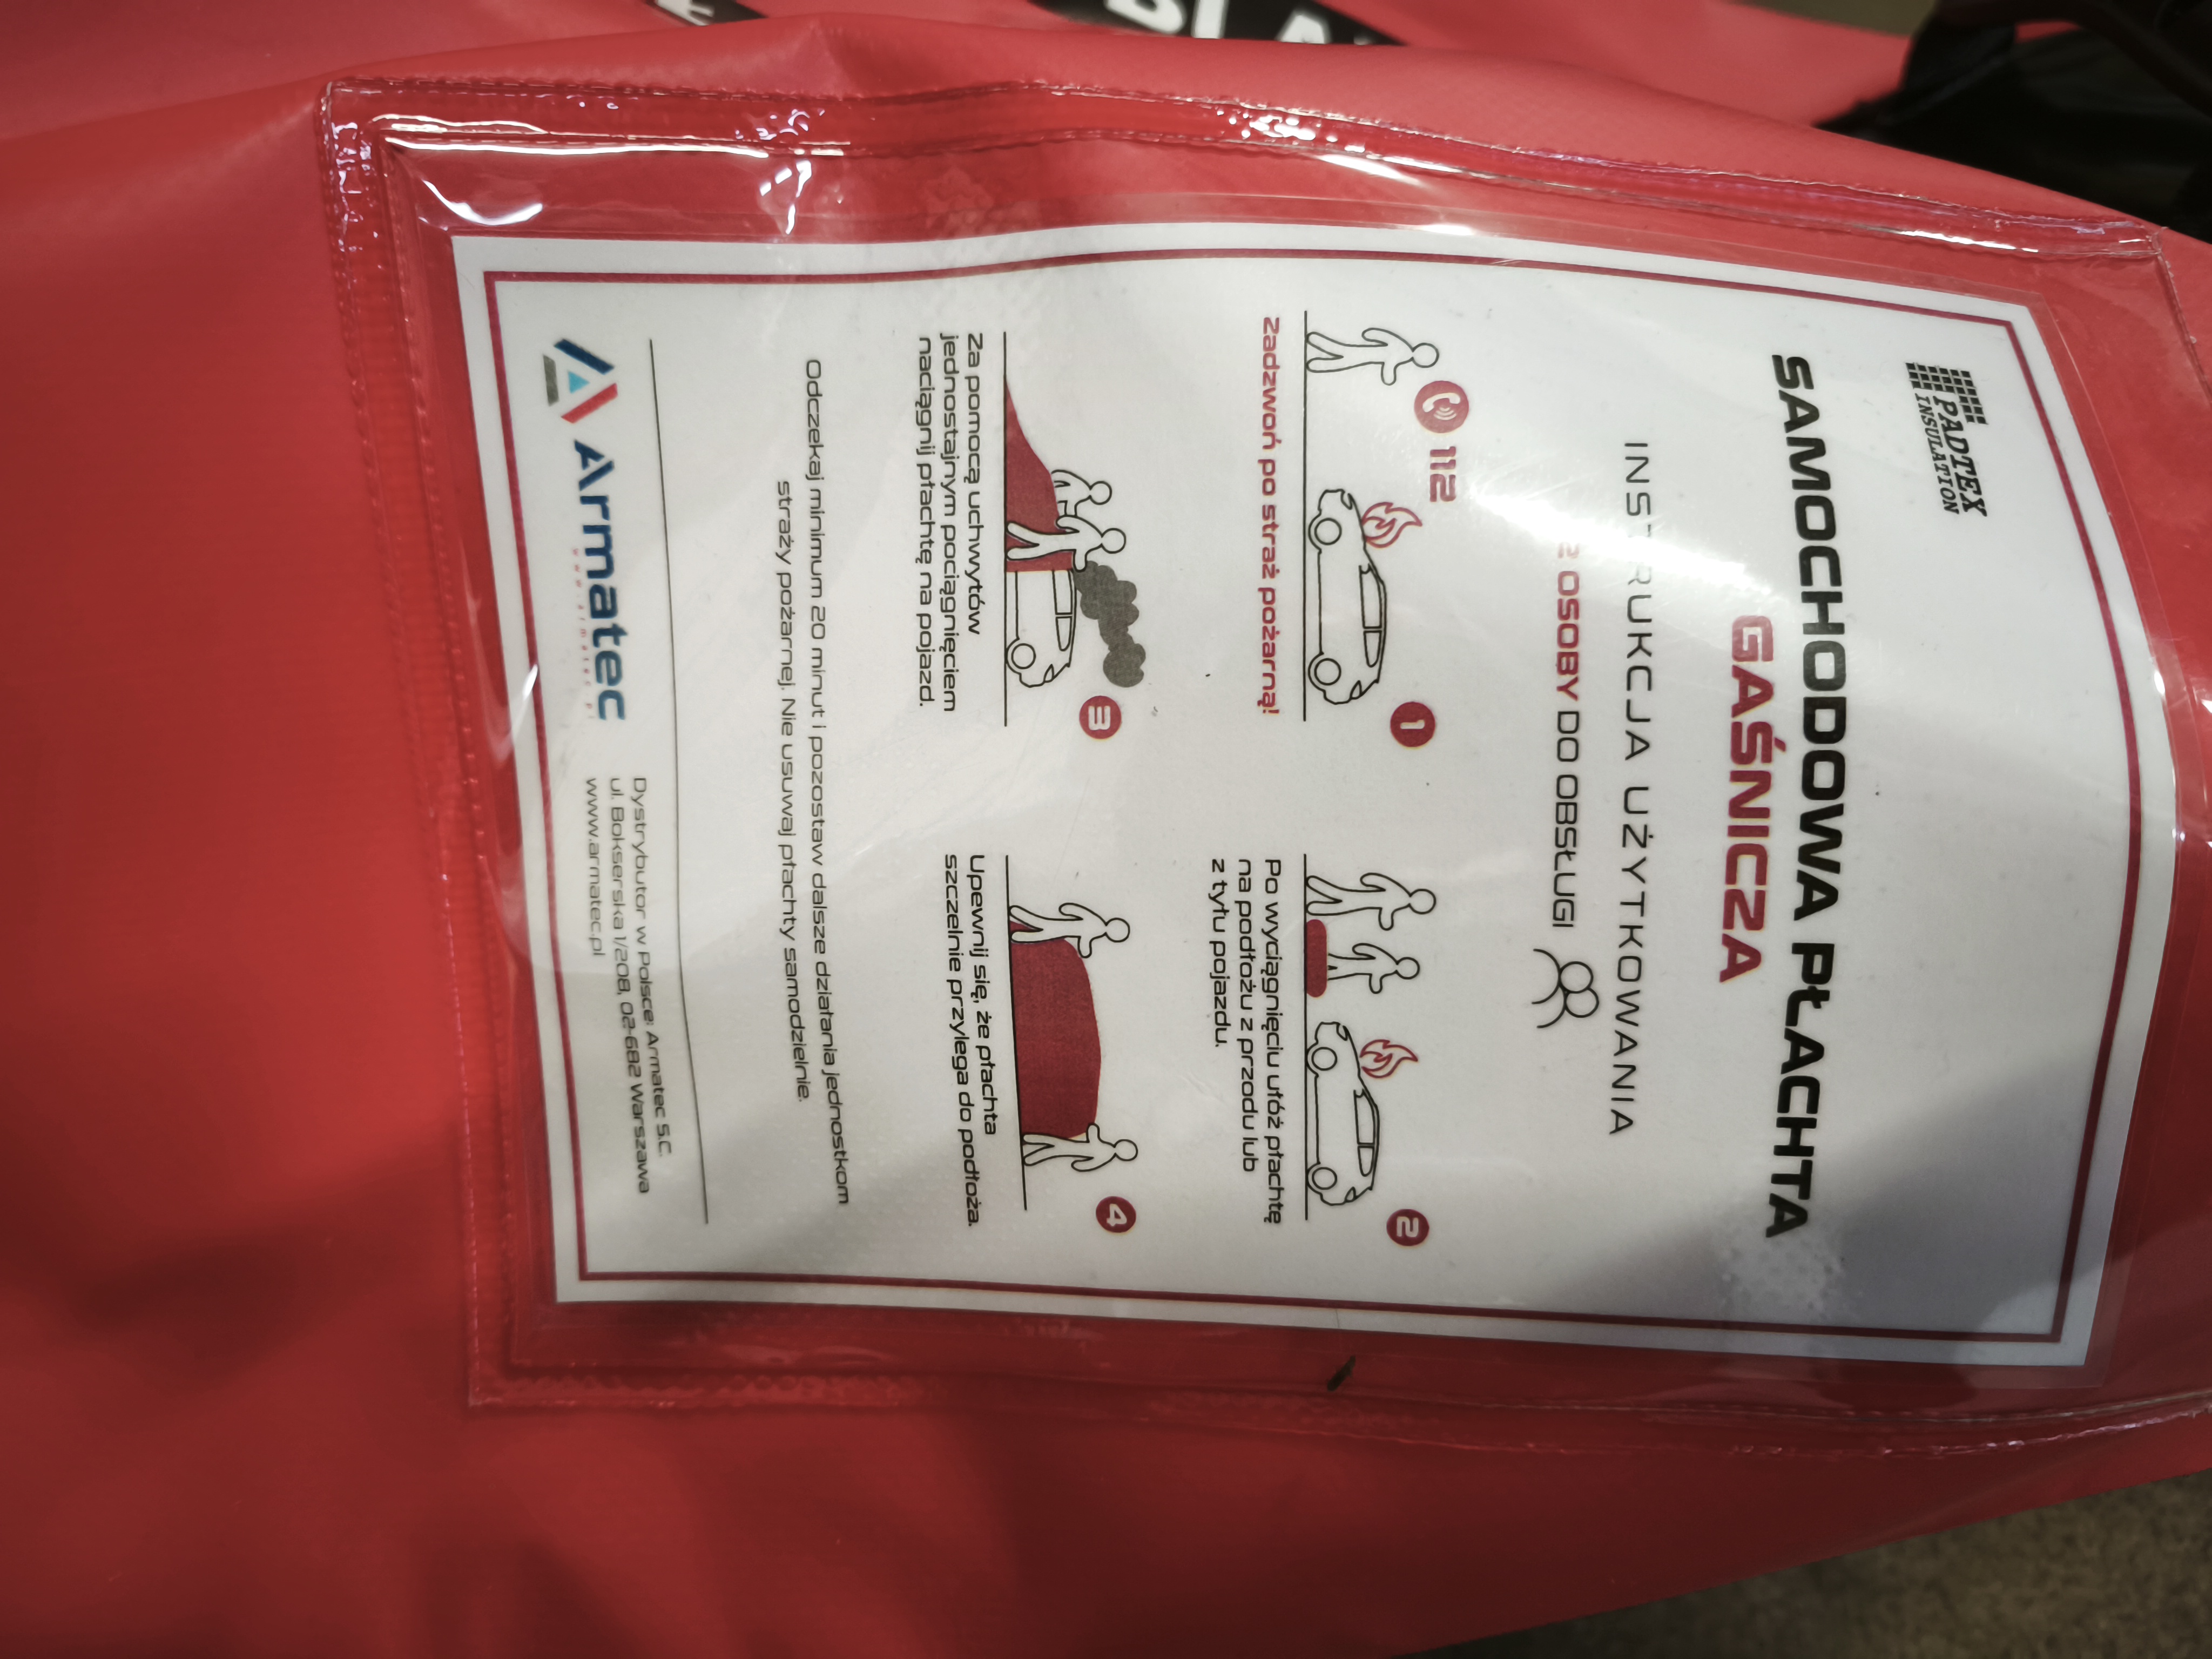 PADTEX
INSULATION
SAMOCHODOWA PŁACHTA
GAŚNICZA
INSTRUKCJA UŻYTKOWANIA
2 OSOBY DO OBSŁUGI
112
1
Zadzwoń po straż pożarną!
2
Po wyciągnięciu ułóż płachtę
na podłożu z przodu lub
z tyłu pojazdu.
3
Za pomocą uchwytów
jednostajnym pociągnięciem
naciągnij płachtę na pojazd.
4
Upewnij się, że płachta
szczelnie przylega do podłoża.
Odczekaj minimum 20 minut i pozostaw dalsze działania jednostkom
straży pożarnej. Nie usuwaj płachty samodzielnie.
Armatec
www.armatec.pl
Dystrybutor w Polsce: Armatec S.C.
ul. Bokserska 1/208, 02-682 Warszawa
www.armatec.pl